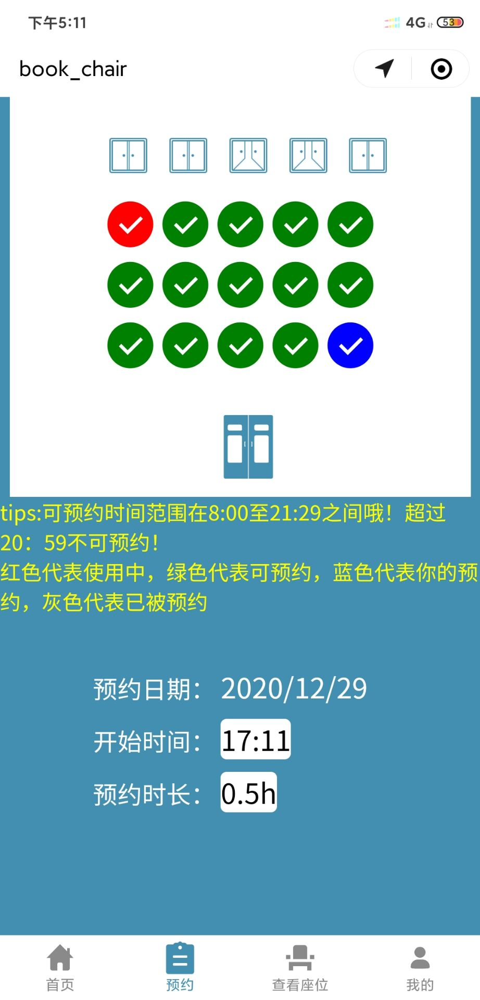 下午5:11
4G
53
book_chair
tips:可预约时间范围在8:00至21:29之间哦！超过
20：59不可预约！
红色代表使用中，绿色代表可预约，蓝色代表你的预
约，灰色代表已被预约
预约日期： 2020/12/29
开始时间： 17:11
预约时长： 0.5h
首页
预约
查看座位
我的